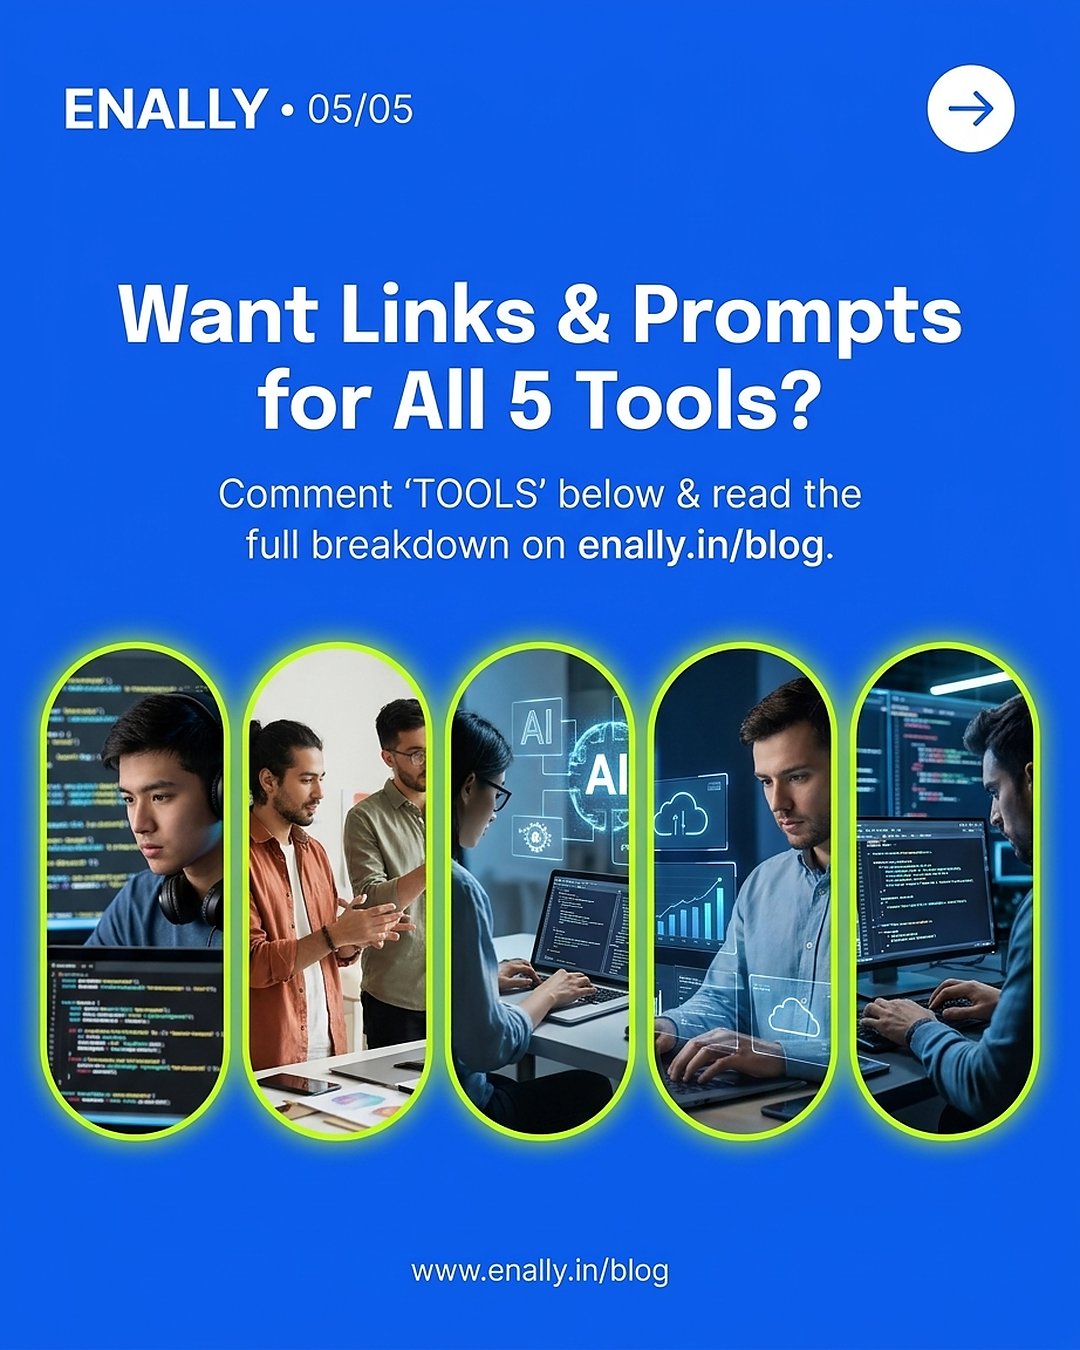 ENALLY • 05/05
Want Links & Prompts
for All 5 Tools?
Comment ‘TOOLS’ below & read the
full breakdown on enally.in/blog.
AI
AI
www.enally.in/blog